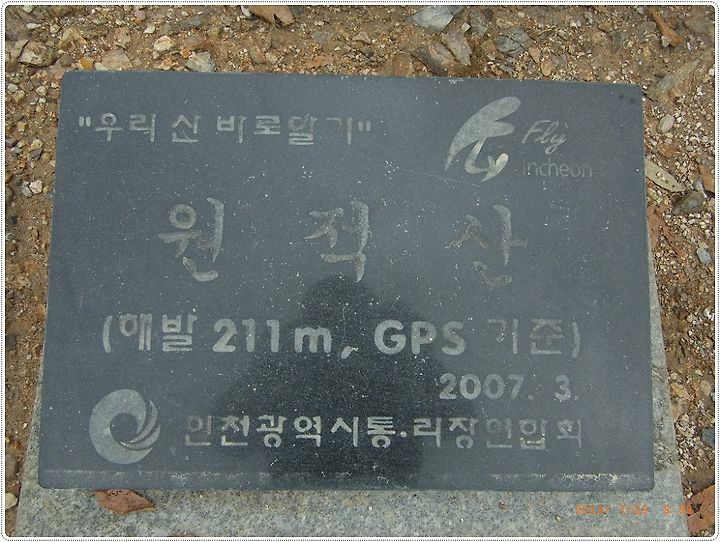 "우리 산 바로알기"
Fly
incheon
원적산
(해발 211m, GPS 기준)
2007. 3.
인천광역시통·리장연합회